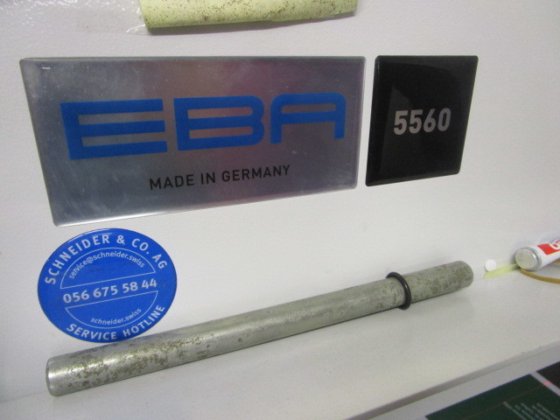 EBA
MADE IN GERMANY
5560
SCHNEIDER & CO. AG
service@schneider.swiss
056 675 58 44
schneider.swiss
SERVICE HOTLINE